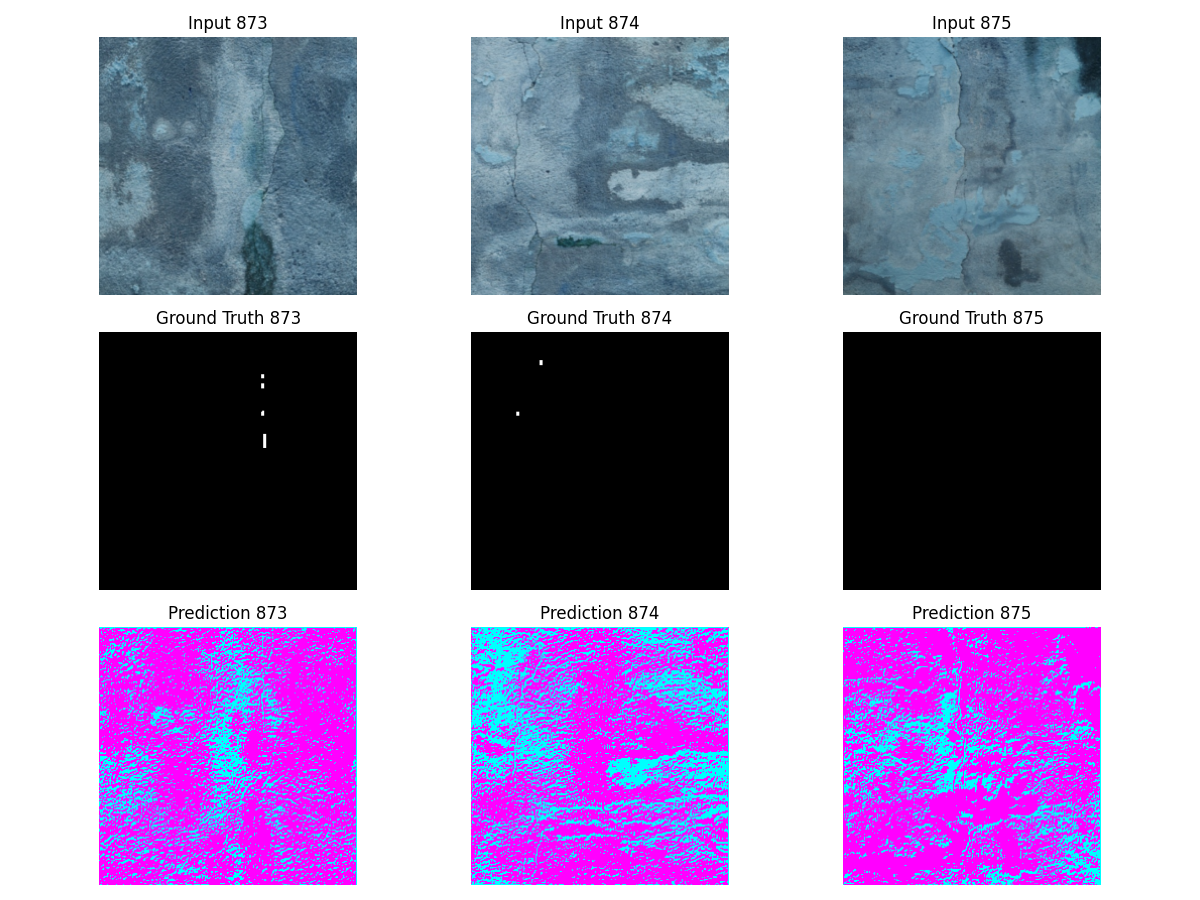 Input 873
Input 874
Input 875
Ground Truth 873
Ground Truth 874
Ground Truth 875
Prediction 873
Prediction 874
Prediction 875